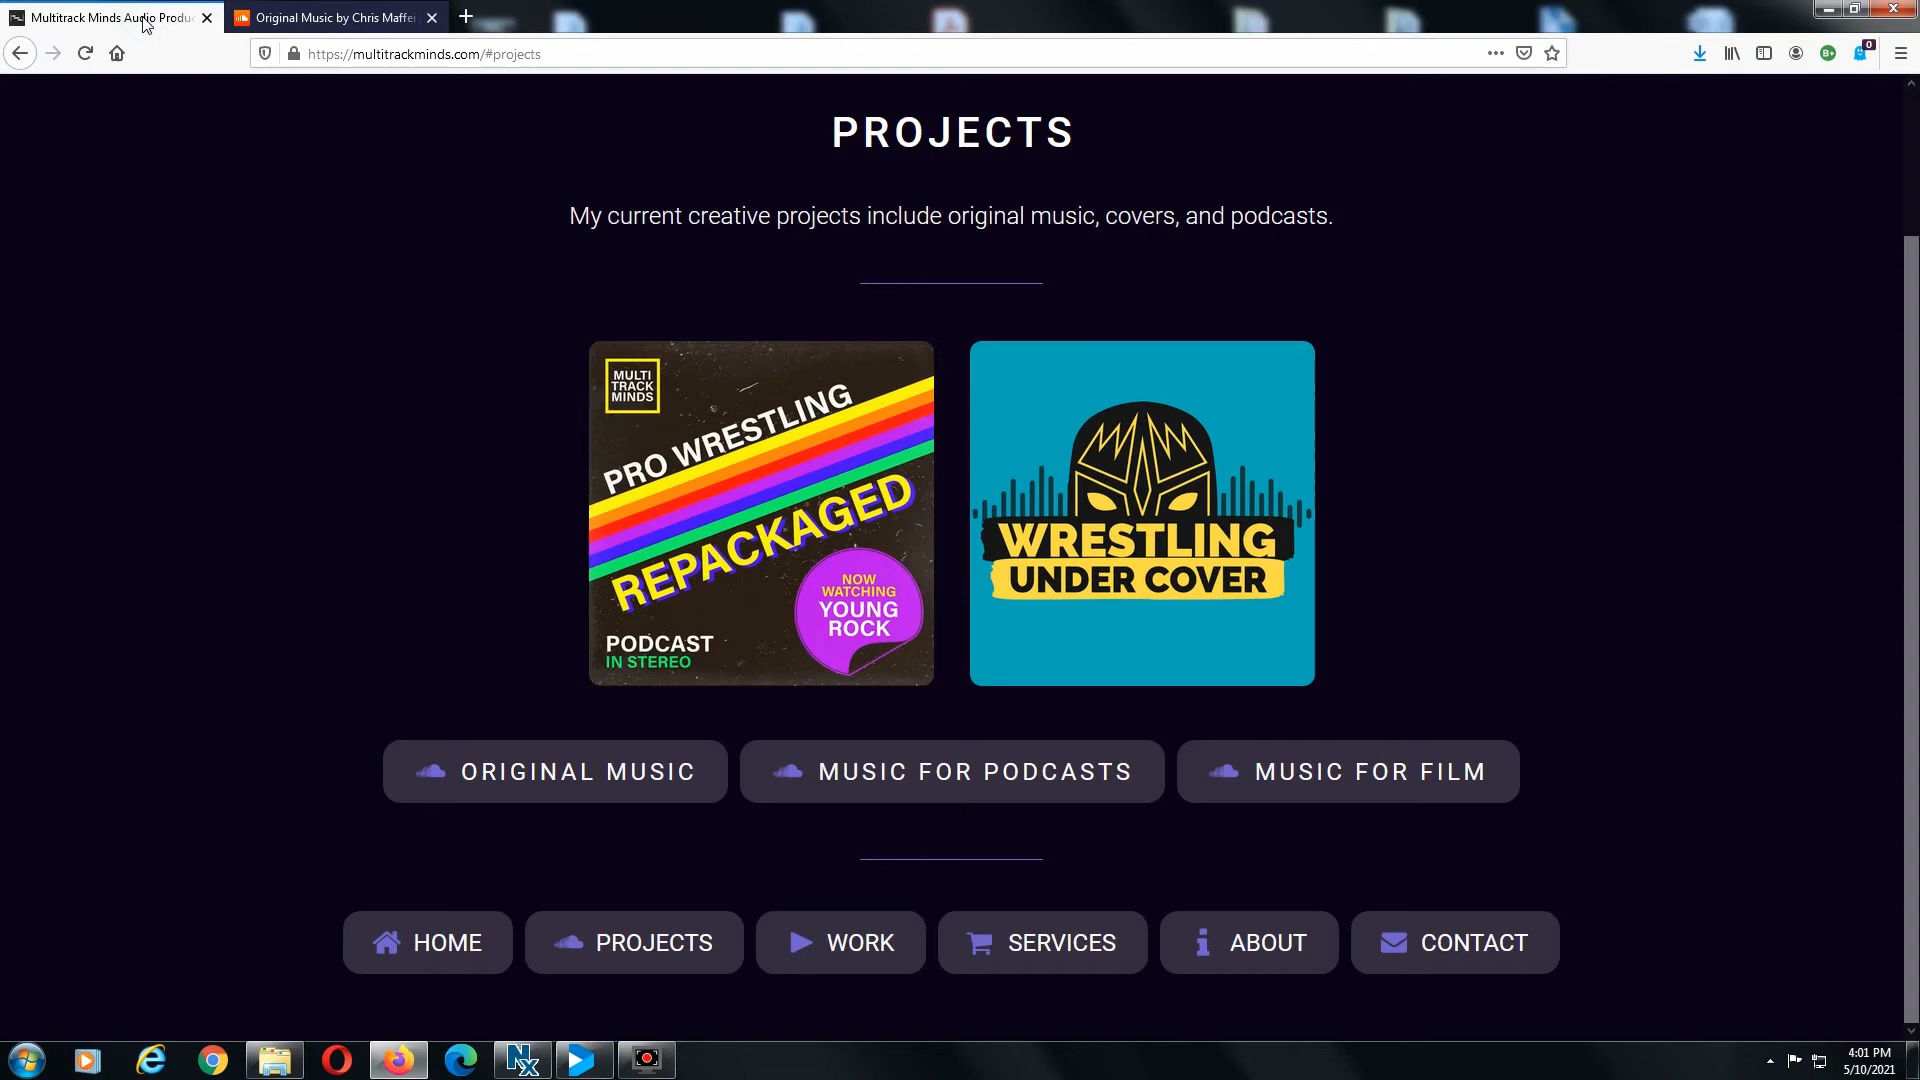 Multitrack Minds Audio Produc
Original Music by Chris Maffei
https://multitrackminds.com/#projects
0
PROJECTS
My current creative projects include original music, covers, and podcasts.
MULTI
TRACK
MINDS
PRO WRESTLING
REPACKAGED
NOW
WATCHING
YOUNG
ROCK
PODCAST
IN STEREO
WRESTLING
UNDER COVER
ORIGINAL MUSIC
MUSIC FOR PODCASTS
MUSIC FOR FILM
HOME
PROJECTS
WORK
SERVICES
ABOUT
CONTACT
4:01 PM
5/10/2021